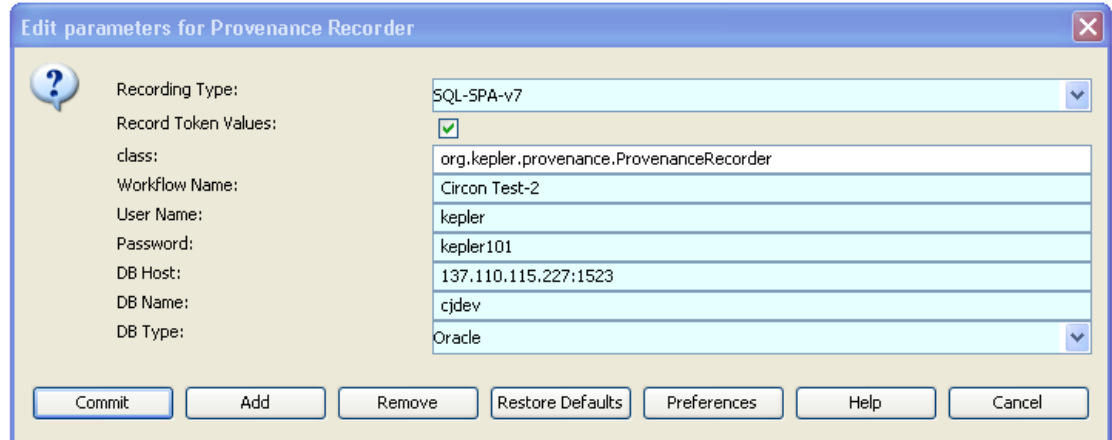 Edit parameters for Provenance Recorder
Recording Type: SQL-SPA-v7
Record Token Values:
class: org.kepler.provenance.ProvenanceRecorder
Workflow Name: Circon Test-2
User Name: kepler
Password: kepler101
DB Host: 137.110.115.227:1523
DB Name: cjdev
DB Type: Oracle
Commit Add Remove Restore Defaults Preferences Help Cancel